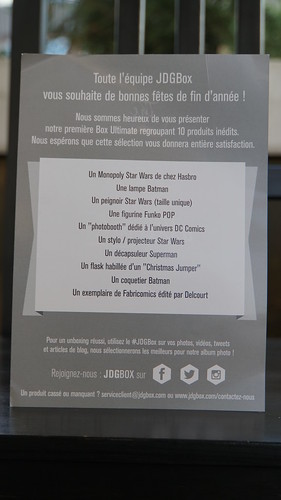 Toute l'équipe JDGBox
vous souhaite de bonnes fêtes de fin d'année !
Nous sommes heureux de vous présenter
notre première Box Ultimate regroupant 10 produits inédits.
Nous espérons que cette sélection vous donnera entière satisfaction.
Un Monopoly Star Wars de chez Hasbro
Une lampe Batman
Un peignoir Star Wars (taille unique)
Une figurine Funko POP
Un "photobooth" dédié à l'univers DC Comics
Un stylo / projecteur Star Wars
Un décapsuleur Superman
Un flask habillée d'un "Christmas Jumper"
Un coquetier Batman
Un exemplaire de Fabricomics édité par Delcourt
Pour un unboxing réussi, utilisez le #JDGBox sur vos photos, vidéos, tweets
et articles de blog, nous sélectionnerons les meilleurs pour notre album photo !
Rejoignez-nous : JDGBOX sur
Un produit cassé ou manquant ? serviceclient@jdgbox.com ou www.jdgbox.com/contactez-nous